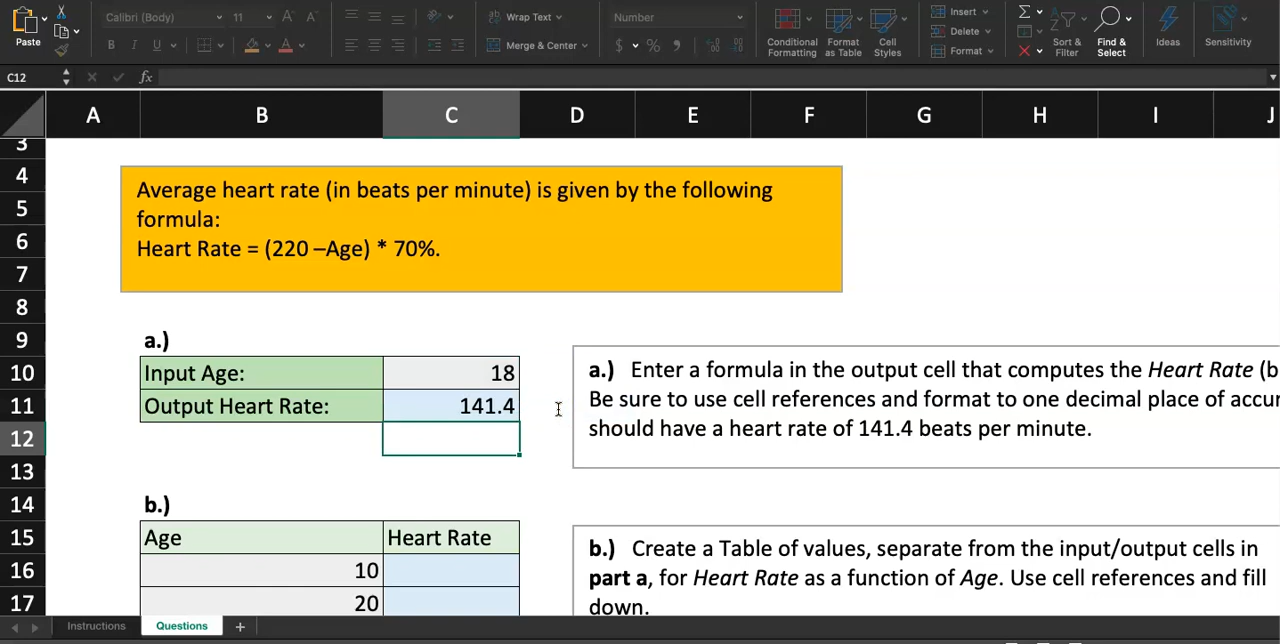 Calibri (Body) 11 A A
Wrap Text
Number
Insert
Σ
Paste
B I U A
Merge & Center
$ % 9
Conditional Formatting
Format as Table
Cell Styles
Delete
Format
Sort & Filter
Find & Select
Ideas
Sensitivity
C12
fx
A B C D E F G H I J
3
4
5
6
7
8
9
10
11
12
13
14
15
16
17
Average heart rate (in beats per minute) is given by the following
formula:
Heart Rate = (220 –Age) * 70%.
a.)
Input Age: 18
Output Heart Rate: 141.4
a.) Enter a formula in the output cell that computes the Heart Rate (b
Be sure to use cell references and format to one decimal place of accur
should have a heart rate of 141.4 beats per minute.
b.)
Age Heart Rate
10
20
b.) Create a Table of values, separate from the input/output cells in
part a, for Heart Rate as a function of Age. Use cell references and fill
down.
Instructions Questions +